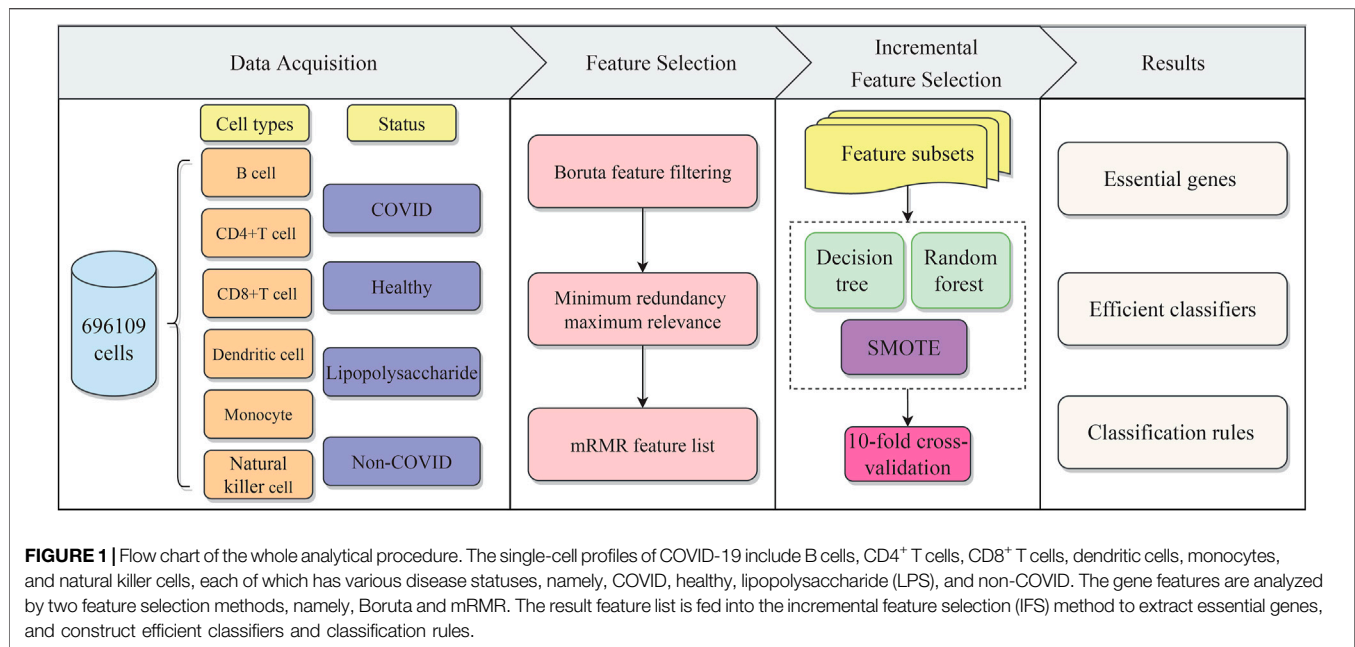 Data Acquisition
Feature Selection
Incremental
Feature Selection
Results
Cell types
Status
696109
cells
B cell
CD4+T cell
CD8+T cell
Dendritic cell
Monocyte
Natural
killer cell
COVID
Healthy
Lipopolysaccharide
Non-COVID
Boruta feature filtering
Minimum redundancy
maximum relevance
mRMR feature list
Feature subsets
Decision
tree
Random
forest
SMOTE
10-fold cross-
validation
Essential genes
Efficient classifiers
Classification rules
FIGURE 1 | Flow chart of the whole analytical procedure. The single-cell profiles of COVID-19 include B cells, CD4⁺ T cells, CD8⁺ T cells, dendritic cells, monocytes,
and natural killer cells, each of which has various disease statuses, namely, COVID, healthy, lipopolysaccharide (LPS), and non-COVID. The gene features are analyzed
by two feature selection methods, namely, Boruta and mRMR. The result feature list is fed into the incremental feature selection (IFS) method to extract essential genes,
and construct efficient classifiers and classification rules.